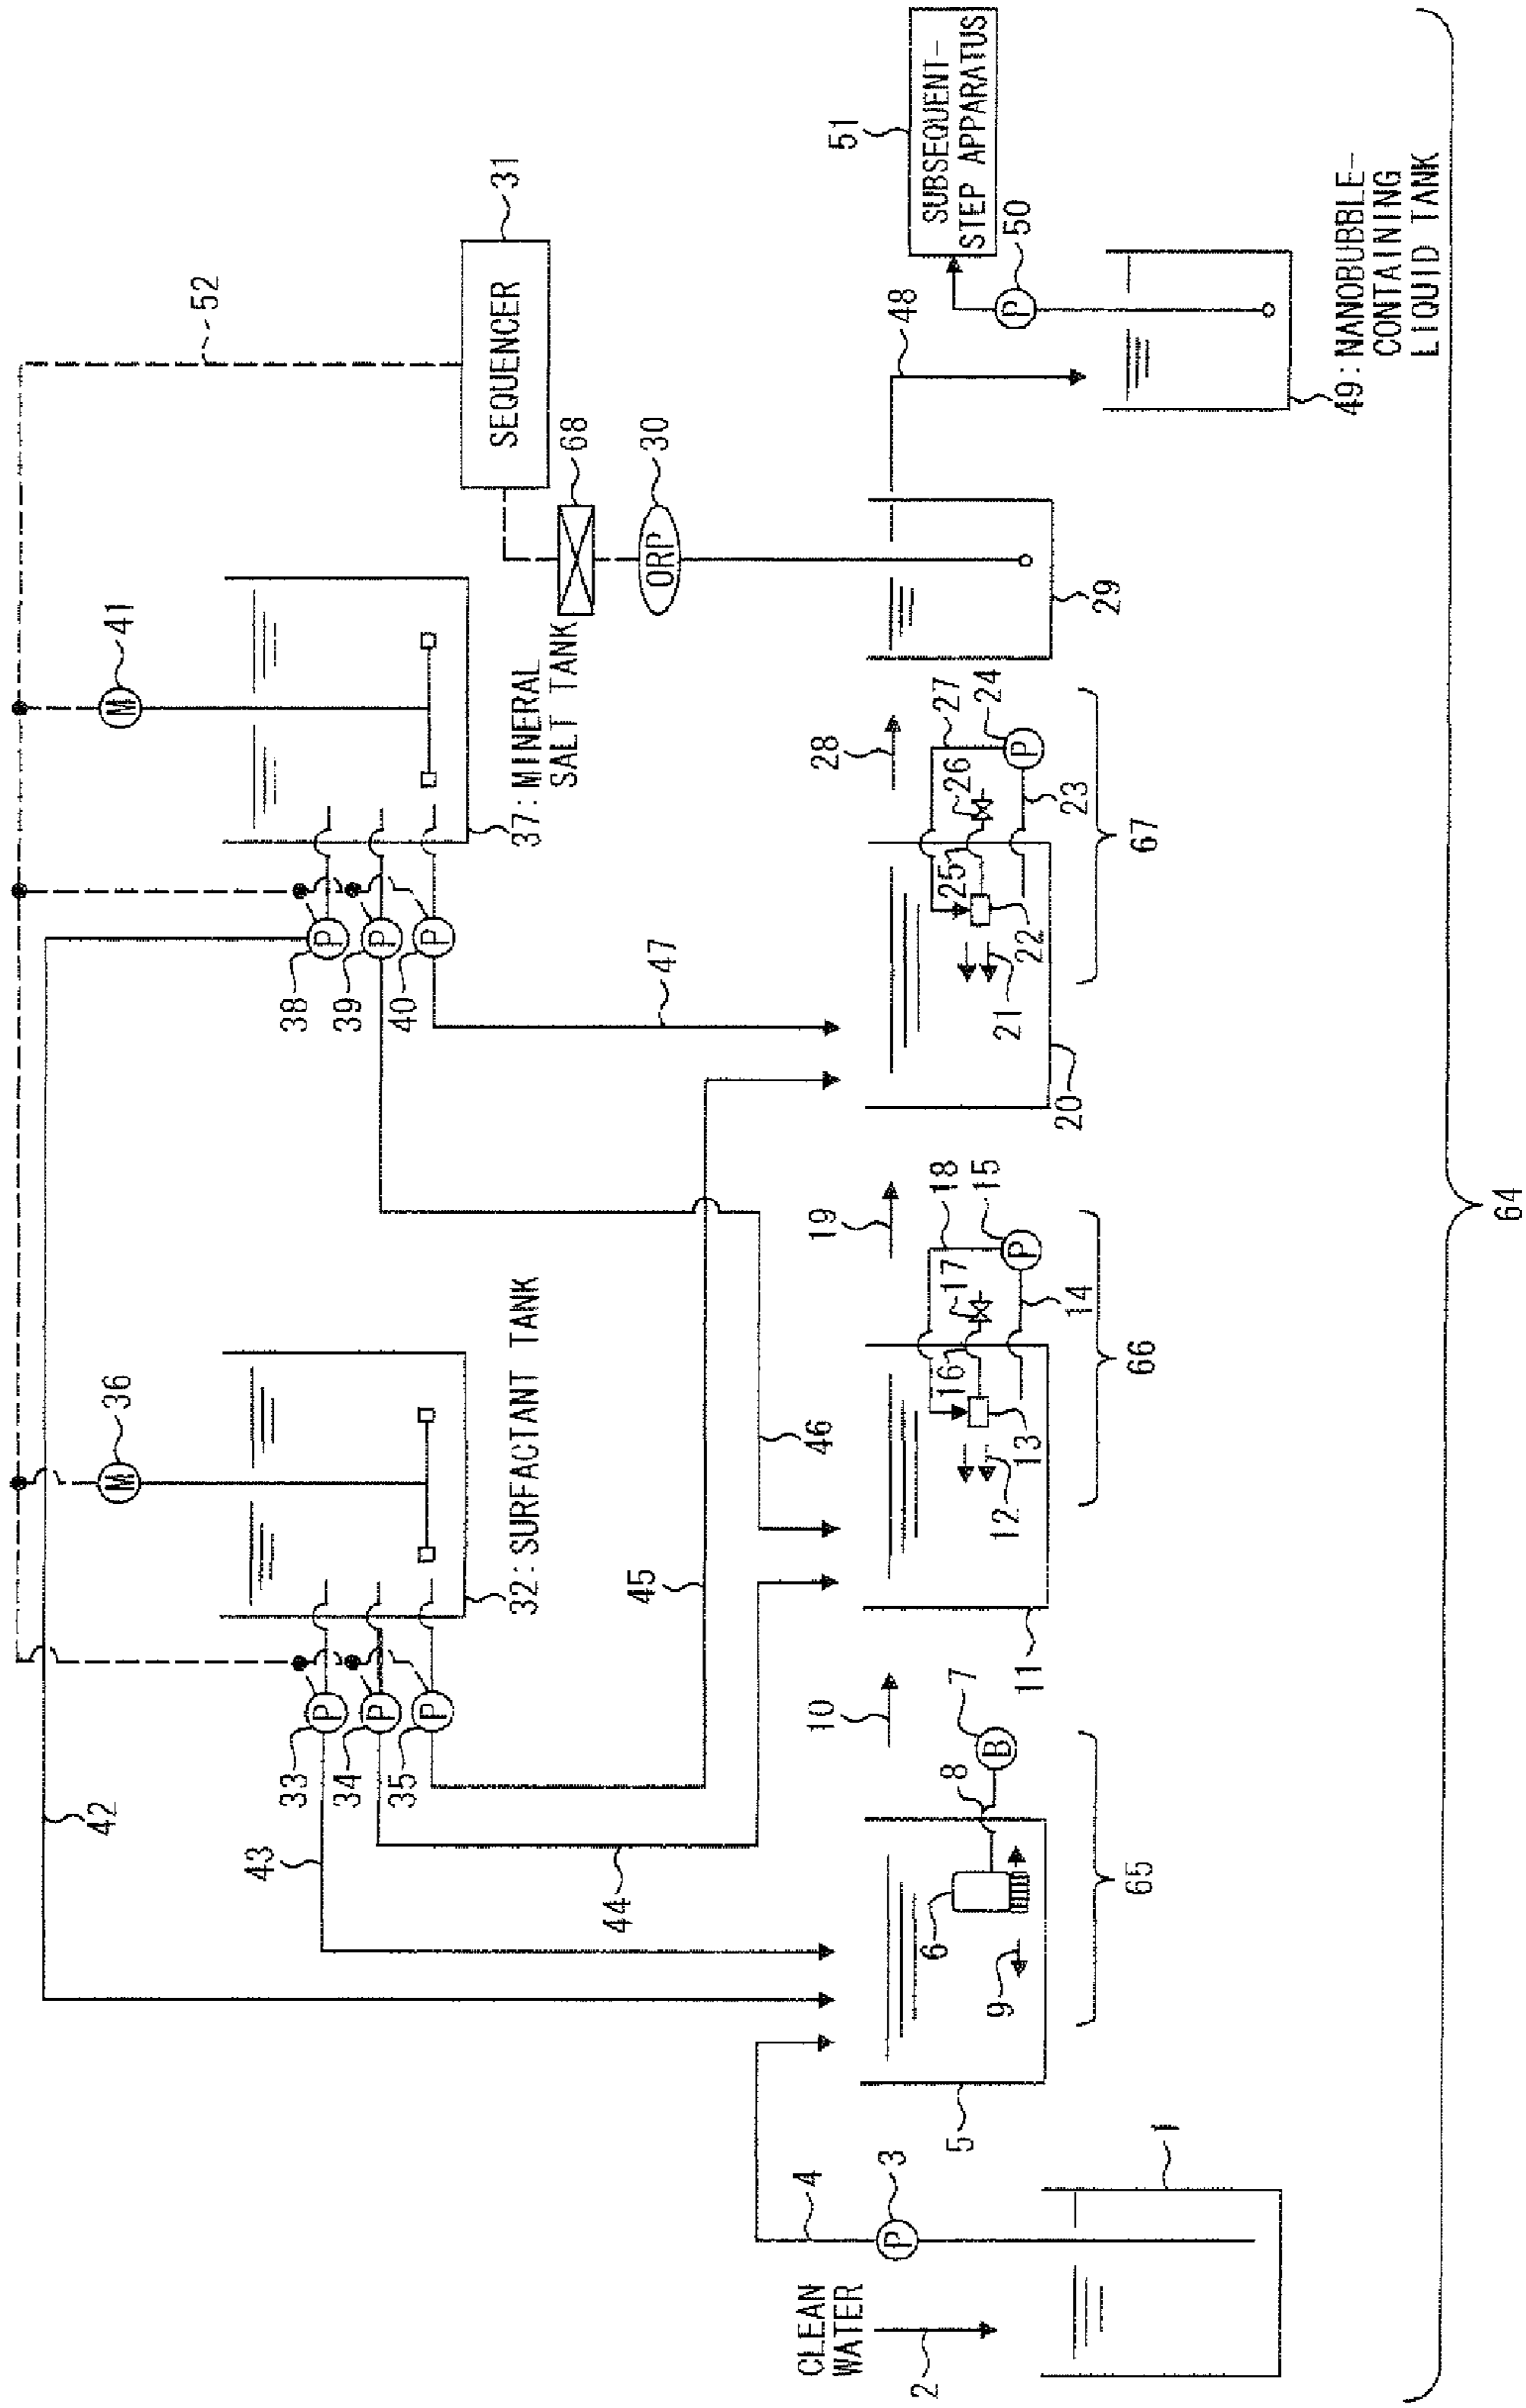 52
41
36
M
M
42
SEQUENCER
31
38
39
40
P
P
P
37:MINERAL
SALT TANK
68
ORP
30
33
34
35
P
P
P
32:SURFACTANT TANK
43
44
45
46
47
48
51
SUBSEQUENT-
STEP APPARATUS
P
50
49:NANOBUBBLE-
CONTAINING
LIQUID TANK
CLEAN
WATER
2
4
3
P
1
5
6
9
8
7
B
10
65
11
12
13
16
17
18
15
P
14
19
66
20
21
22
25
26
27
24
P
23
28
67
29
64